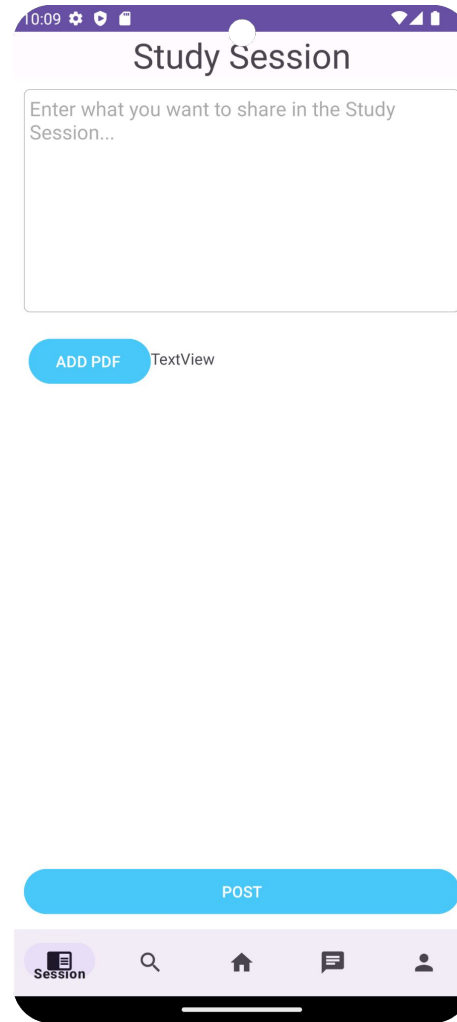 10:09
Study Session
Enter what you want to share in the Study
Session...
ADD PDF
TextView
POST
Session